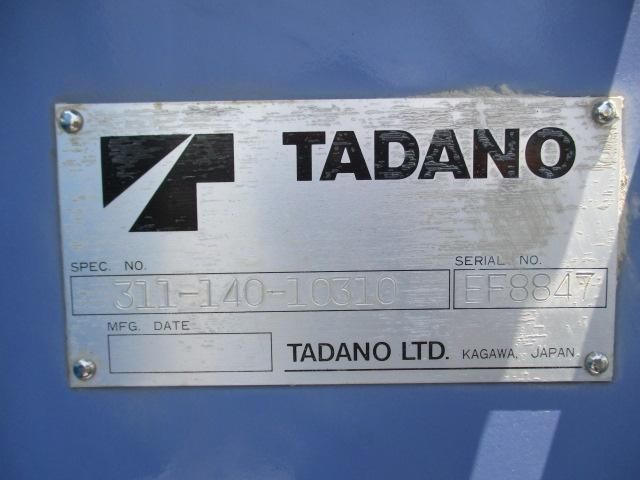 TADANO
SPEC. NO.
311-140-10310
SERIAL NO.
EF8847
MFG. DATE
TADANO LTD. KAGAWA, JAPAN